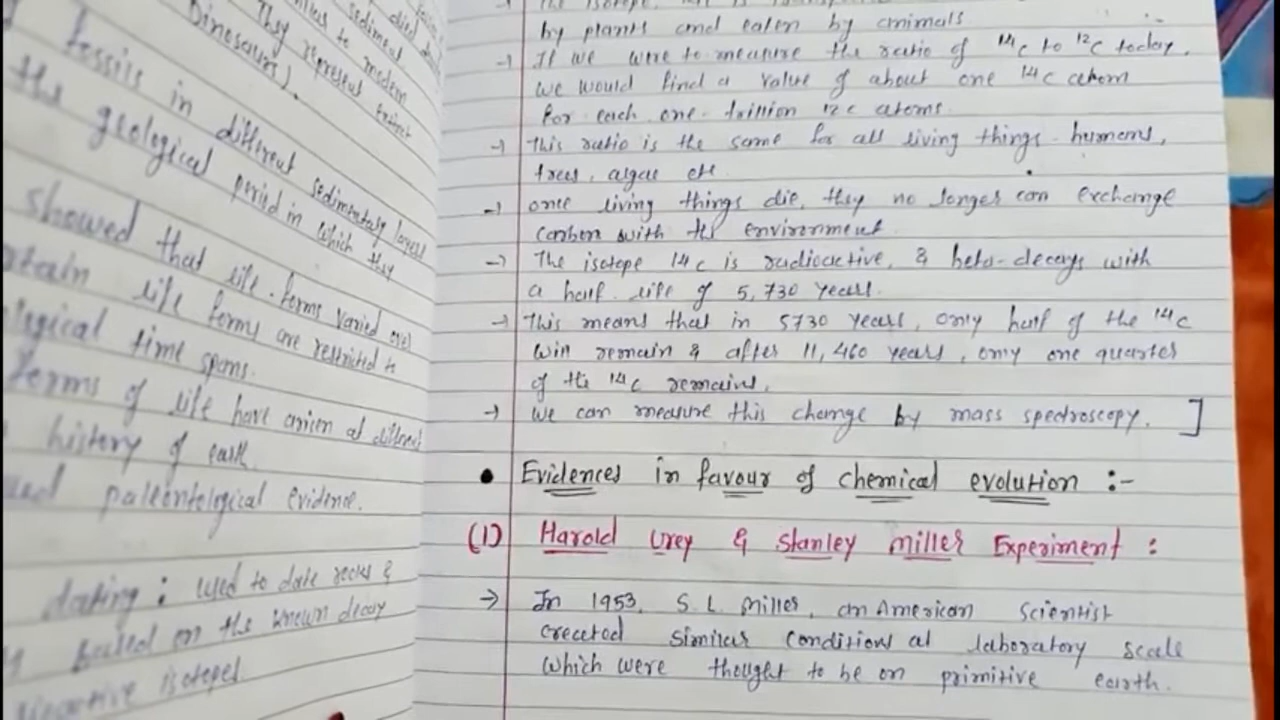 sediment
died
modern
They represent extinct
Dinosaurs).
fossils in different sedimentary layers
the geological period in which they
showed that life-forms varied over
life forms are restricted to
time spans.
forms of life have arisen at different
history of earth.
paleontological evidence.
dating : used to date rocks &
based on the known decay
isotopes
by plants and eaten by animals.
→ If we were to measure the ratio of 14c to 12c today,
we would find a value of about one 14c atom
for each one-trillion 12c atoms.
→ This ratio is the same for all living things - humans,
trees, algae etc
→ once living things die, they no longer can exchange
carbon with the environment.
→ The isotope 14c is radioactive, & beta-decays with
a half-life of 5,730 years.
→ This means that in 5730 years, only half of the 14c
will remain & after 11,460 years, only one quarter
of the 14c remains.
→ we can measure this change by mass spectroscopy. ]
• Evidences in favour of chemical evolution :-
(1) Harold Urey & Stanley Miller Experiment :
→ In 1953, S.L. Miller, an American scientist
created similar conditions at laboratory scale
which were thought to be on primitive earth.